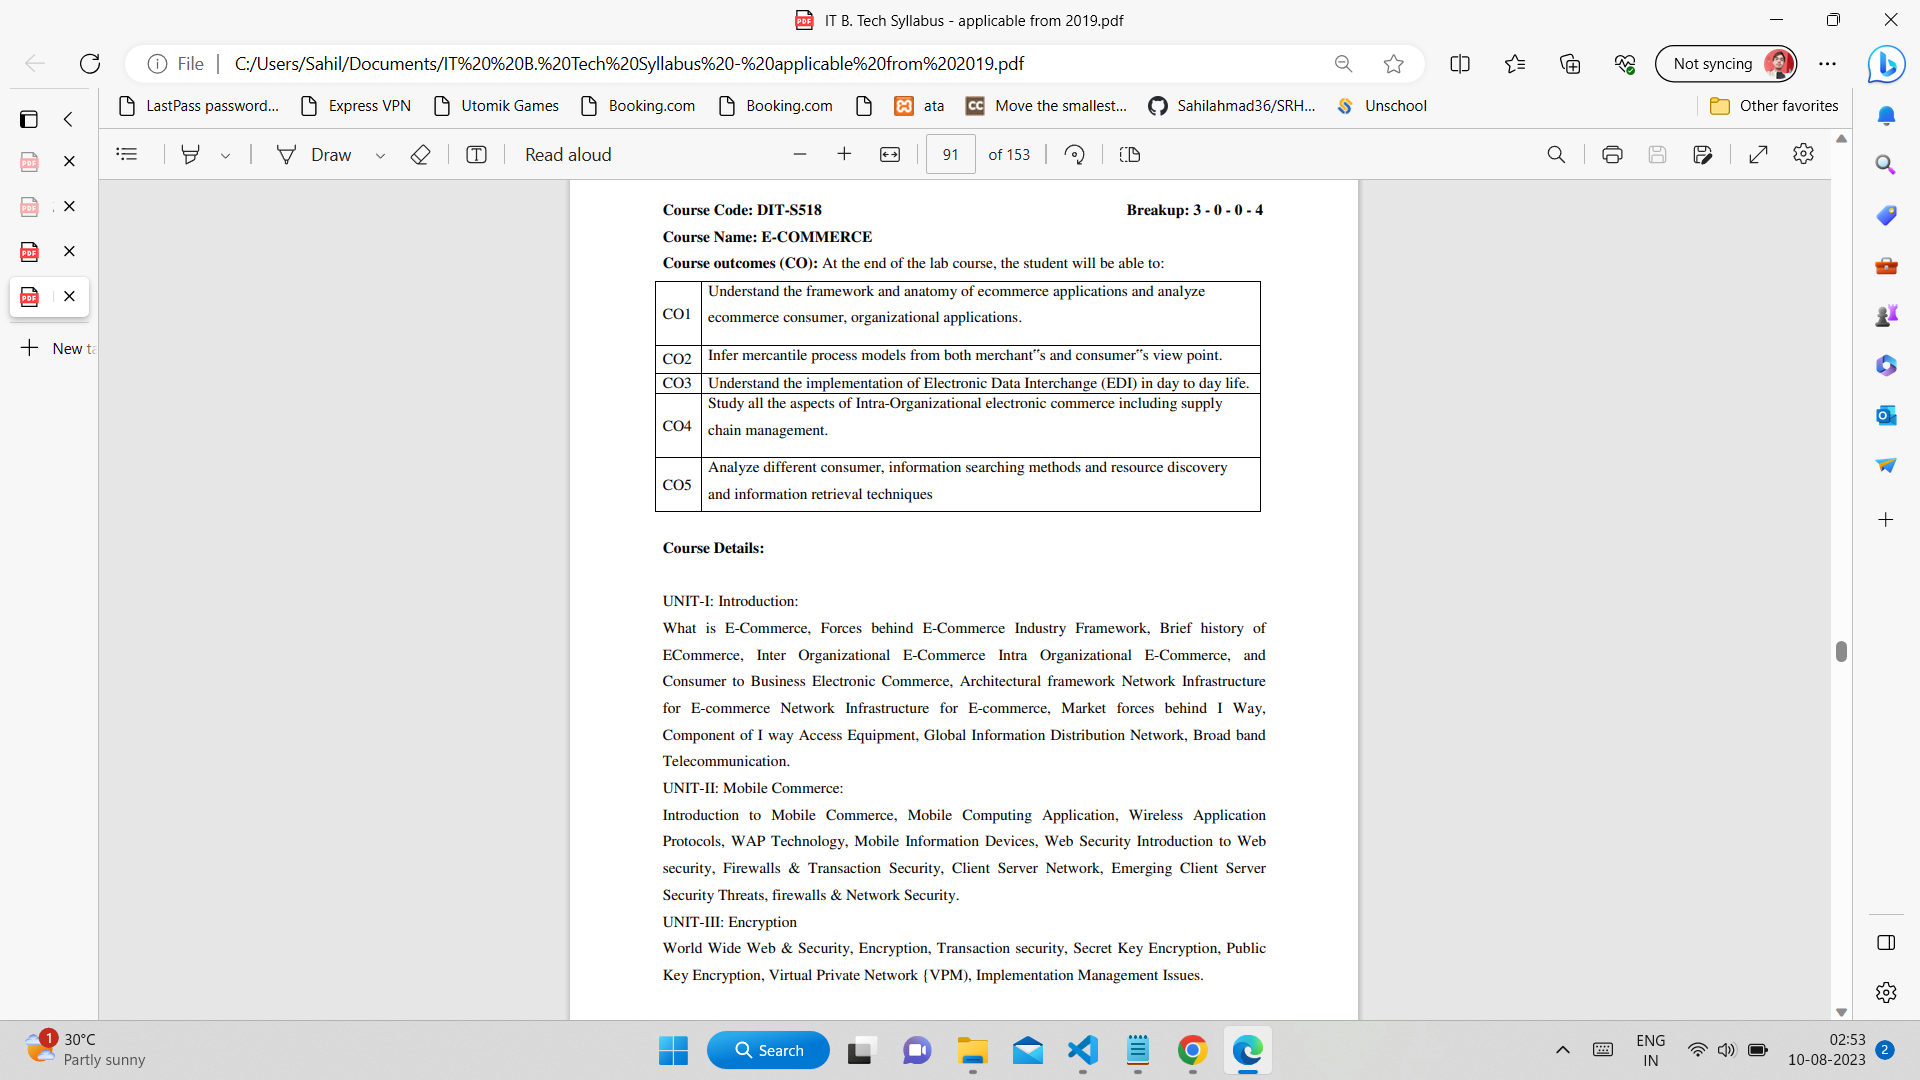 IT B. Tech Syllabus - applicable from 2019.pdf
File
C:/Users/Sahil/Documents/IT%20%20B.%20Tech%20Syllabus%20-%20applicable%20from%202019.pdf
Not syncing
LastPass password...
Express VPN
Utomik Games
Booking.com
Booking.com
ata
CC
Move the smallest...
Sahilahmad36/SRH...
Unschool
Other favorites
Draw
Read aloud
91
of 153
New ta
Course Code: DIT-S518 Breakup: 3 - 0 - 0 - 4
Course Name: E-COMMERCE
Course outcomes (CO): At the end of the lab course, the student will be able to:
CO1
Understand the framework and anatomy of ecommerce applications and analyze
ecommerce consumer, organizational applications.
CO2
Infer mercantile process models from both merchant‟s and consumer‟s view point.
CO3
Understand the implementation of Electronic Data Interchange (EDI) in day to day life.
CO4
Study all the aspects of Intra-Organizational electronic commerce including supply
chain management.
CO5
Analyze different consumer, information searching methods and resource discovery
and information retrieval techniques
Course Details:
UNIT-I: Introduction:
What is E-Commerce, Forces behind E-Commerce Industry Framework, Brief history of
ECommerce, Inter Organizational E-Commerce Intra Organizational E-Commerce, and
Consumer to Business Electronic Commerce, Architectural framework Network Infrastructure
for E-commerce Network Infrastructure for E-commerce, Market forces behind I Way,
Component of I way Access Equipment, Global Information Distribution Network, Broad band
Telecommunication.
UNIT-II: Mobile Commerce:
Introduction to Mobile Commerce, Mobile Computing Application, Wireless Application
Protocols, WAP Technology, Mobile Information Devices, Web Security Introduction to Web
security, Firewalls & Transaction Security, Client Server Network, Emerging Client Server
Security Threats, firewalls & Network Security.
UNIT-III: Encryption
World Wide Web & Security, Encryption, Transaction security, Secret Key Encryption, Public
Key Encryption, Virtual Private Network {VPM), Implementation Management Issues.
1
30°C
Partly sunny
Search
ENG
IN
02:53
10-08-2023
2